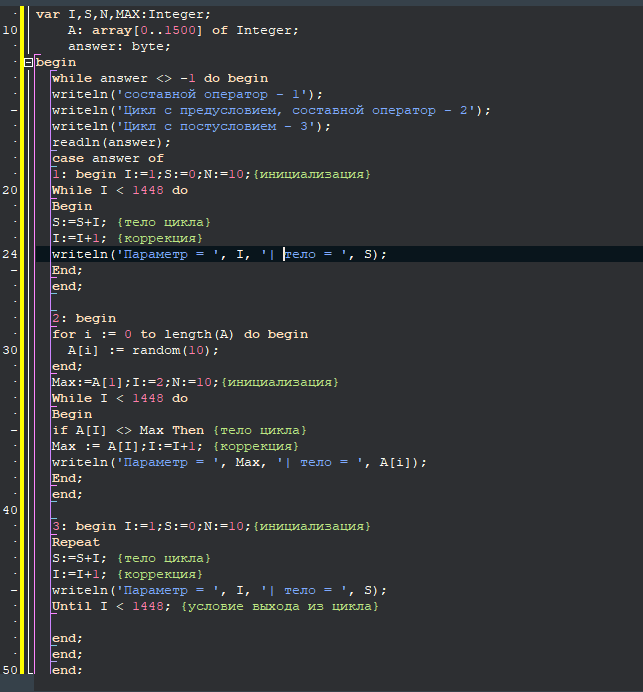 var I,S,N,MAX:Integer;
10 A: array[0..1500] of Integer;
answer: byte;
begin
while answer <> -1 do begin
writeln('составной оператор - 1');
writeln('Цикл с предусловием, составной оператор - 2');
writeln('Цикл с постусловием - 3');
readln(answer);
case answer of
1: begin I:=1;S:=0;N:=10;{инициализация}
20 While I < 1448 do
Begin
S:=S+I; {тело цикла}
I:=I+1; {коррекция}
24 writeln('Параметр = ', I, '| тело = ', S);
End;
end;
2: begin
for i := 0 to length(A) do begin
30 A[i] := random(10);
end;
Max:=A[1];I:=2;N:=10;{инициализация}
While I < 1448 do
Begin
if A[I] <> Max Then {тело цикла}
Max := A[I];I:=I+1; {коррекция}
writeln('Параметр = ', Max, '| тело = ', A[i]);
End;
end;
40
3: begin I:=1;S:=0;N:=10;{инициализация}
Repeat
S:=S+I; {тело цикла}
I:=I+1; {коррекция}
writeln('Параметр = ', I, '| тело = ', S);
Until I < 1448; {условие выхода из цикла}
end;
end;
50 end;